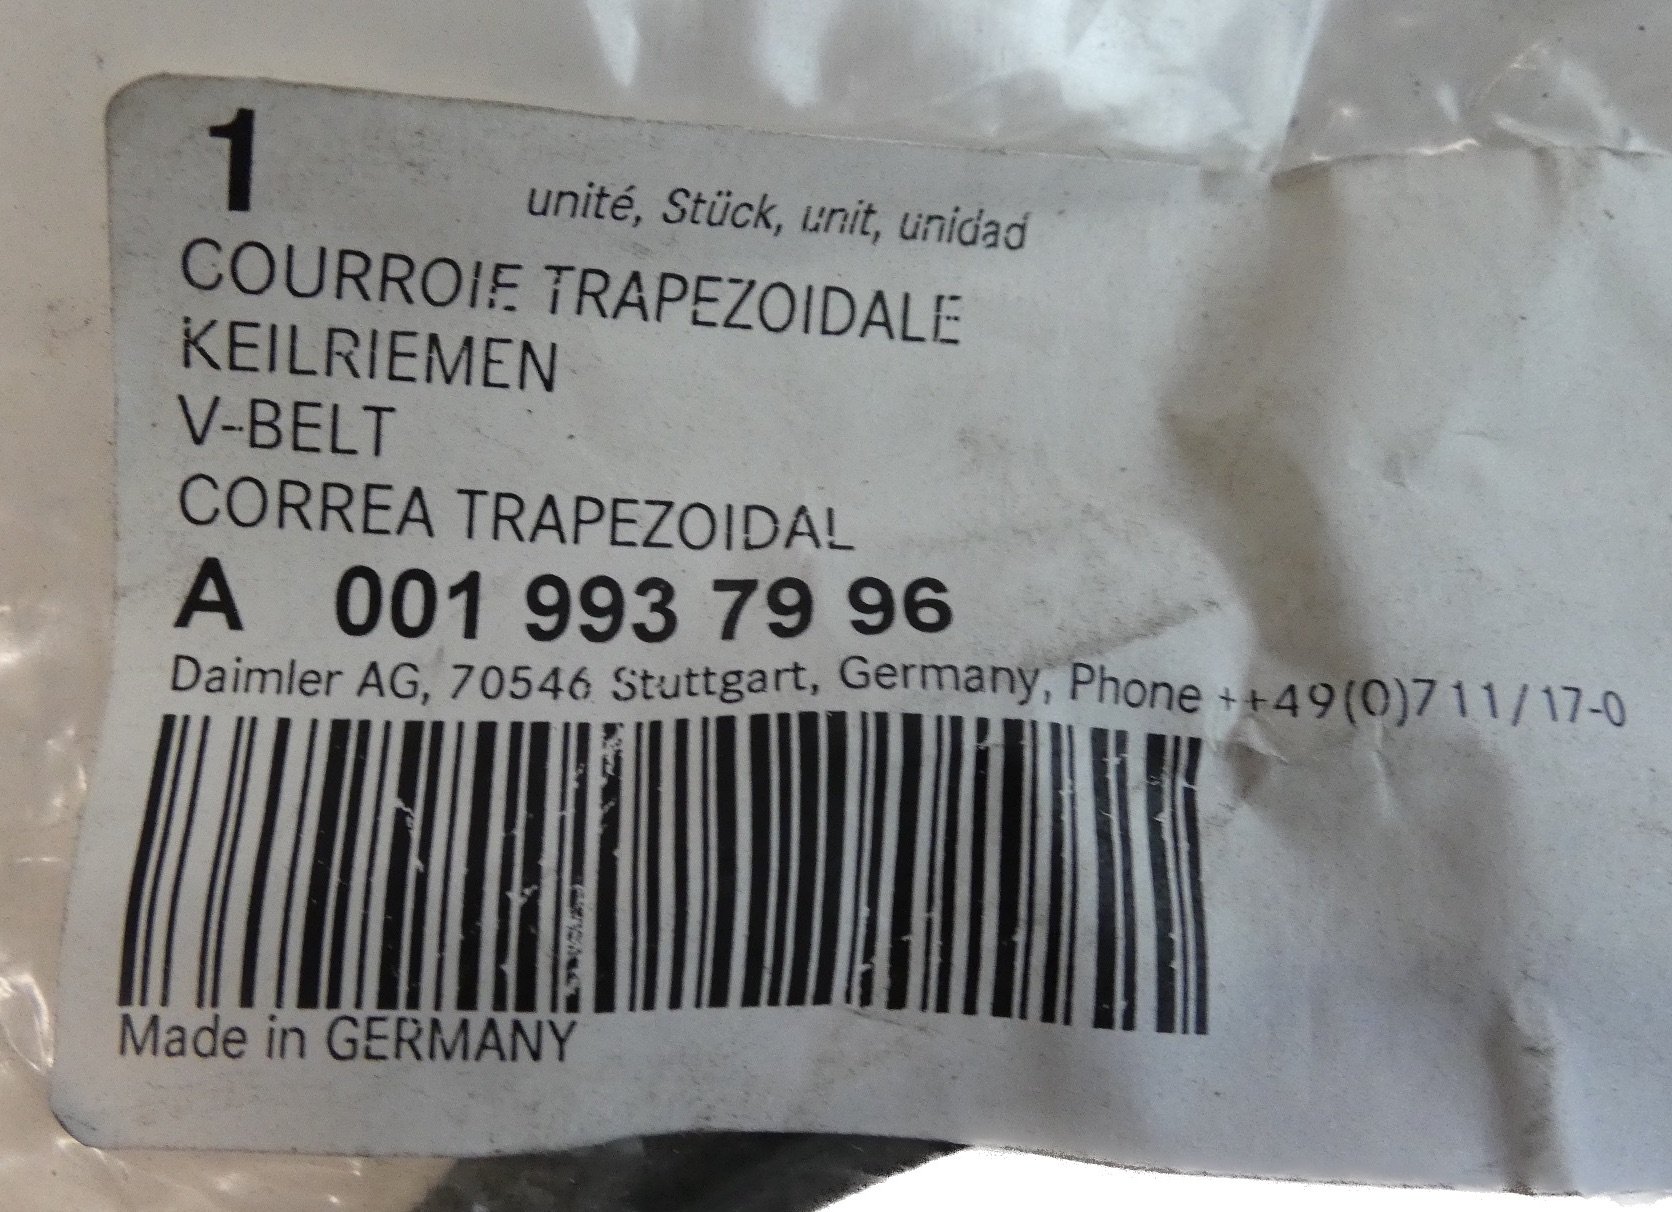 1
unité, Stück, unit, unidad
COURROIE TRAPEZOIDALE
KEILRIEMEN
V-BELT
CORREA TRAPEZOIDAL
A 001 993 79 96
Daimler AG, 70546 Stuttgart, Germany, Phone ++49(0)711/17-0
Made in GERMANY